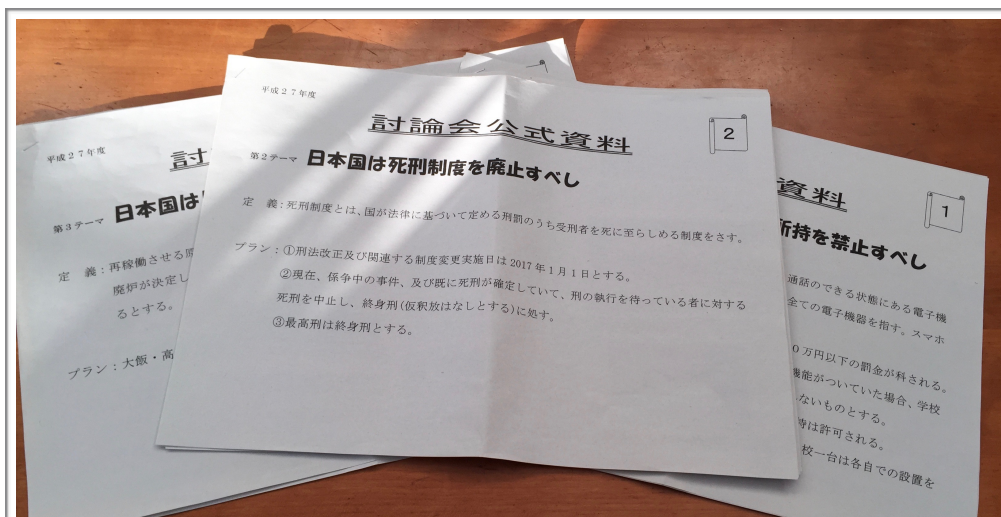 平成27年度
討論会公式資料
2
第2テーマ 日本国は死刑制度を廃止すべし
定 義：死刑制度とは、国が法律に基づいて定める刑罰のうち受刑者を死に至らしめる制度をさす。
プラン：①刑法改正及び関連する制度変更実施日は2017年1月1日とする。
②現在、係争中の事件、及び既に死刑が確定していて、刑の執行を待っている者に対する
死刑を中止し、終身刑(仮釈放はなしとする)に処す。
③最高刑は終身刑とする。
平成27年度
討
第3テーマ 日本国は
定 義：再稼働させる
廃炉が決定し
るとする。
プラン：大飯・高
資料
1
所持を禁止すべし
通話のできる状態にある電子機
全ての電子機器を指す。スマホ
0万円以下の罰金が科される。
機能がついていた場合、学校
ないものとする。
持は許可される。
校一台は各自での設置を